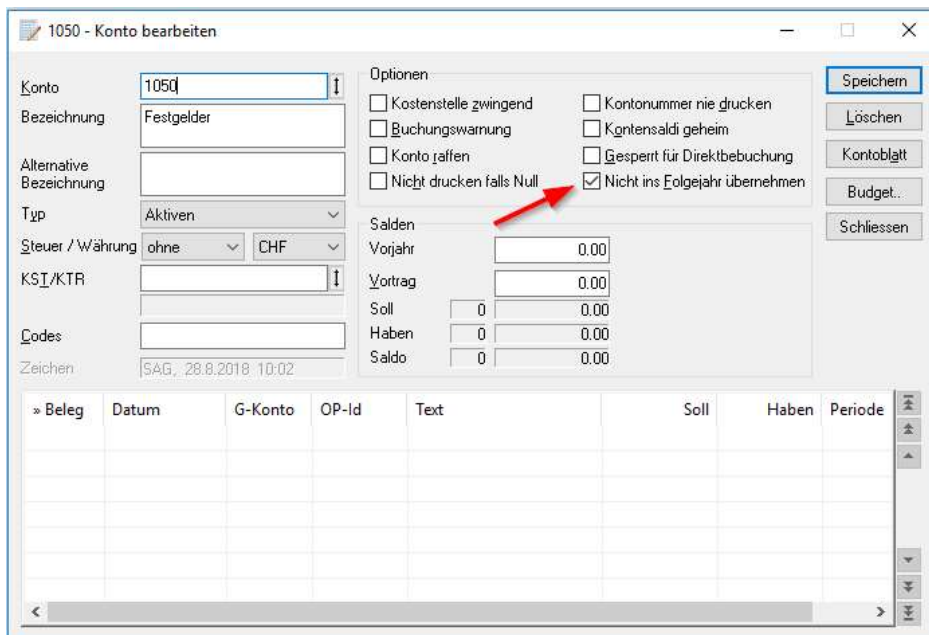 1050 - Konto bearbeiten
Konto 1050
Bezeichnung Festgelder
Alternative
Bezeichnung
Typ Aktiven
Steuer / Währung ohne CHF
KST/KTR
Codes
Zeichen SAG, 28.8.2018 10:02
Optionen
Kostenstelle zwingend Kontonummer nie drucken
Buchungswarnung Kontensaldi geheim
Konto raffen Gesperrt für Direktbebuchung
Nicht drucken falls Null Nicht ins Folgejahr übernehmen
Salden
Vorjahr 0.00
Vortrag 0.00
Soll 0 0.00
Haben 0 0.00
Saldo 0 0.00
Speichern
Löschen
Kontoblatt
Budget..
Schliessen
» Beleg Datum G-Konto OP-Id Text Soll Haben Periode